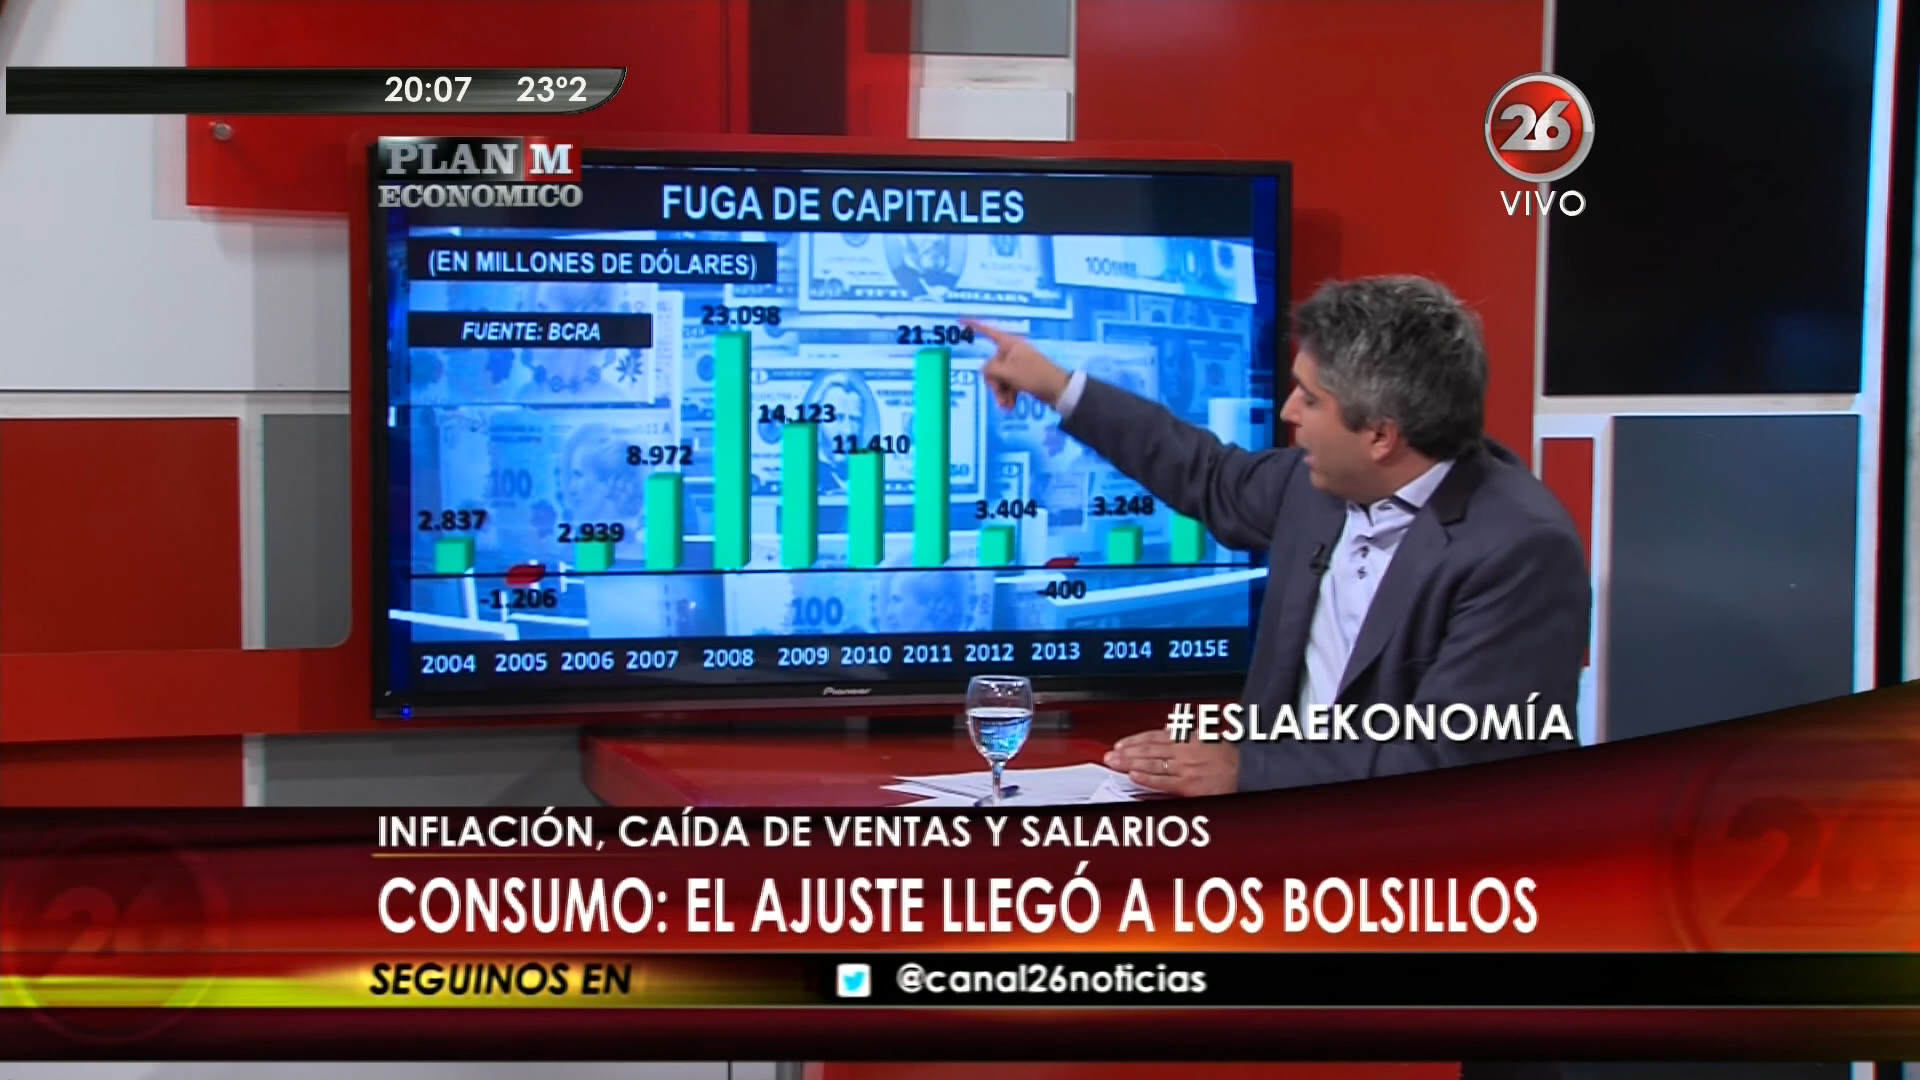 20:07 23º2
26
VIVO
PLAN M
ECONOMICO
FUGA DE CAPITALES
(EN MILLONES DE DÓLARES)
FUENTE: BCRA
23.098
21.504
14.123
11.410
8.972
2.837
2.939
3.404
3.248
-1.206
-400
2004 2005 2006 2007 2008 2009 2010 2011 2012 2013 2014 2015E
Pioneer
#ESLAEKONOMÍA
INFLACIÓN, CAÍDA DE VENTAS Y SALARIOS
CONSUMO: EL AJUSTE LLEGÓ A LOS BOLSILLOS
SEGUINOS EN @canal26noticias